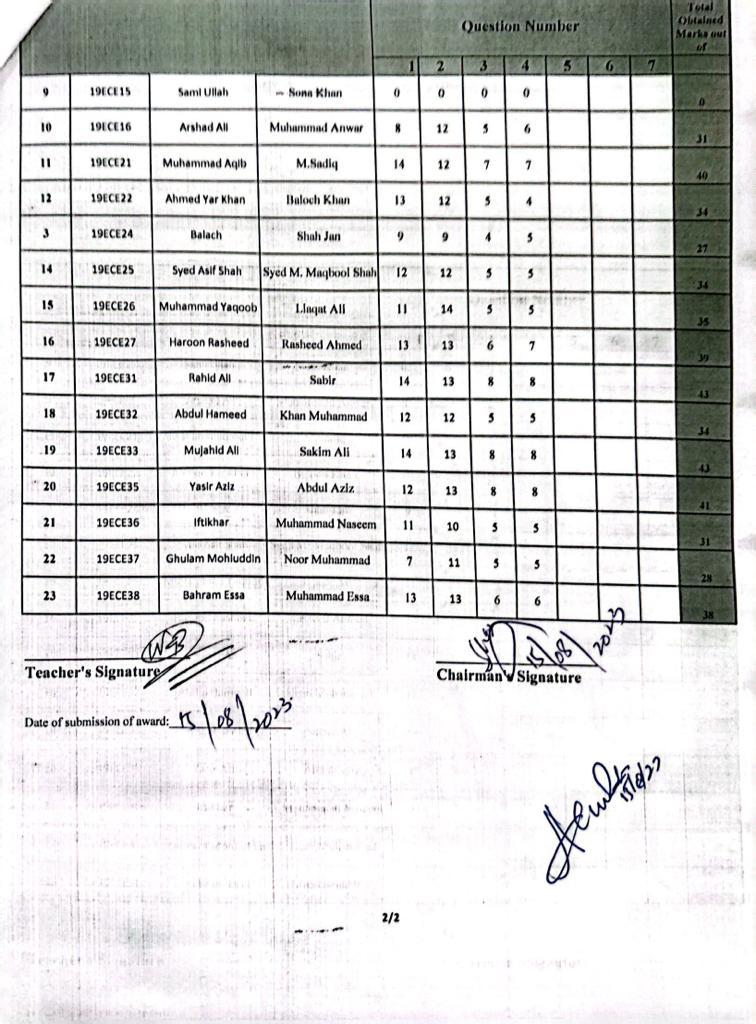 Question Number
Total Obtained Marks out of
1 2 3 4 5 6 7
9 19ECE15 Sami Ullah Sona Khan 0 0 0 0 0
10 19ECE16 Arshad Ali Muhammad Anwar 8 12 5 6 31
11 19ECE21 Muhammad Aqib M.Sadiq 14 12 7 7 40
12 19ECE22 Ahmed Yar Khan Baloch Khan 13 12 5 4 34
3 19ECE24 Balach Shah Jan 9 9 4 5 27
14 19ECE25 Syed Asif Shah Syed M. Maqbool Shah 12 12 5 5 34
15 19ECE26 Muhammad Yaqoob Liaqat Ali 11 14 5 5 35
16 19ECE27 Haroon Rasheed Rasheed Ahmed 13 13 6 7 39
17 19ECE31 Rahid Ali Sabir 14 13 8 8 43
18 19ECE32 Abdul Hameed Khan Muhammad 12 12 5 5 34
19 19ECE33 Mujahid Ali Sakim Ali 14 13 8 8 43
20 19ECE35 Yasir Aziz Abdul Aziz 12 13 8 8 41
21 19ECE36 Iftikhar Muhammad Naseem 11 10 5 5 31
22 19ECE37 Ghulam Mohiuddin Noor Muhammad 7 11 5 5 28
23 19ECE38 Bahram Essa Muhammad Essa 13 13 6 6 38
15/08/2023
Teacher's Signature Chairman's Signature
Date of submission of award: 15/08/2023
2/2